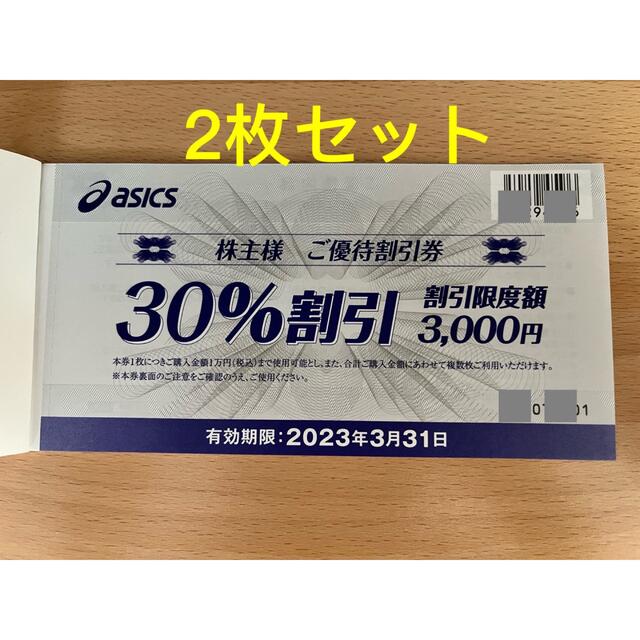 2枚セット
asics
株主様 ご優待割引券
30%割引
割引限度額
3,000円
本券1枚につきご購入金額1万円(税込)まで使用可能とし、また、合計ご購入金額にあわせて複数枚ご利用いただけます。
※本券裏面のご注意をご確認のうえ、ご使用ください。
有効期限:2023年3月31日